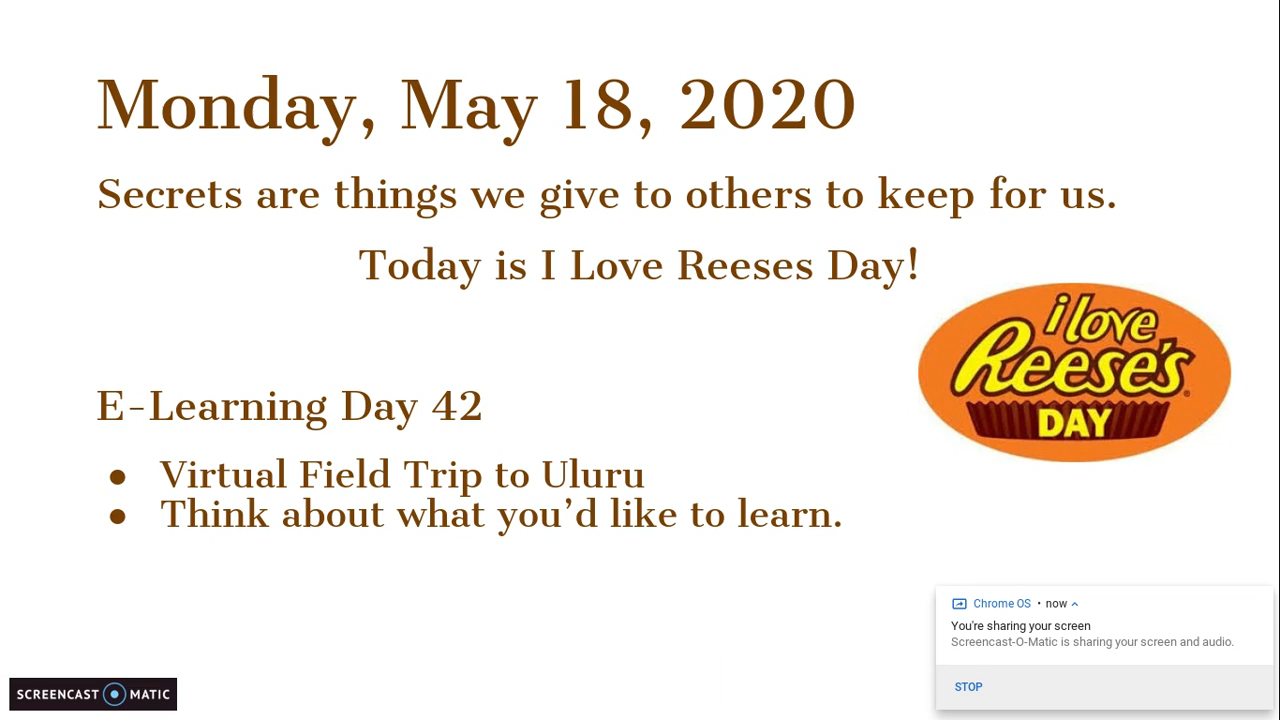 Monday, May 18, 2020
Secrets are things we give to others to keep for us.
Today is I Love Reeses Day!
i love
Reese's
DAY
E-Learning Day 42
● Virtual Field Trip to Uluru
● Think about what you’d like to learn.
Chrome OS • now
You're sharing your screen
Screencast-O-Matic is sharing your screen and audio.
STOP
SCREENCAST MATIC